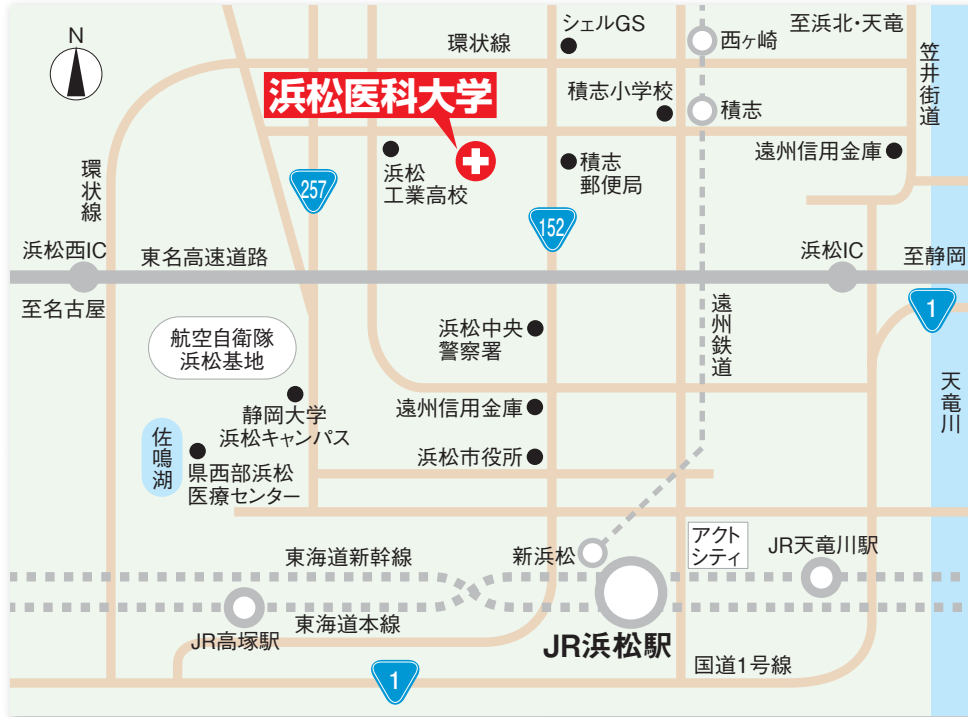 N
環状線
シェルGS
西ヶ崎
至浜北・天竜
笠井街道
浜松医科大学
積志小学校
積志
環状線
257
浜松
工業高校
積志
郵便局
遠州信用金庫
152
浜松西IC
東名高速道路
浜松IC
至静岡
至名古屋
1
航空自衛隊
浜松基地
浜松中央
警察署
遠州鉄道
天竜川
静岡大学
浜松キャンパス
遠州信用金庫
佐鳴湖
県西部浜松
医療センター
浜松市役所
東海道新幹線
新浜松
アクト
シティ
JR天竜川駅
JR高塚駅
東海道本線
JR浜松駅
1
国道1号線